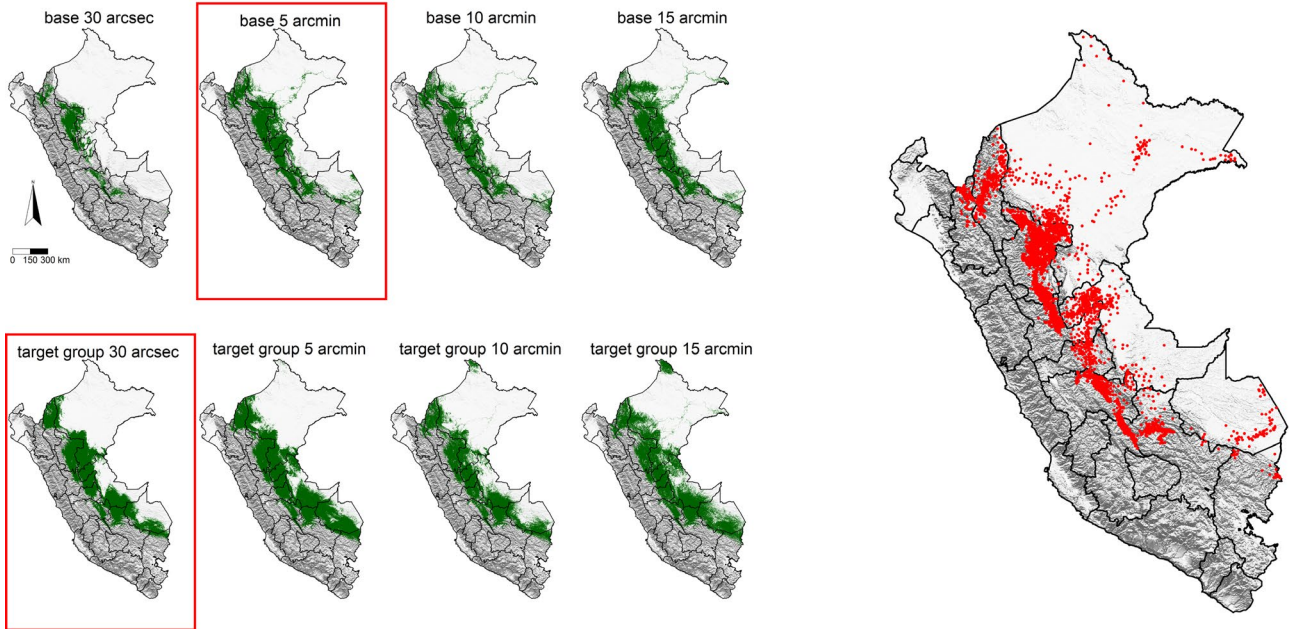 base 30 arcsec
base 5 arcmin
base 10 arcmin
base 15 arcmin
N
0 150 300 km
target group 30 arcsec
target group 5 arcmin
target group 10 arcmin
target group 15 arcmin